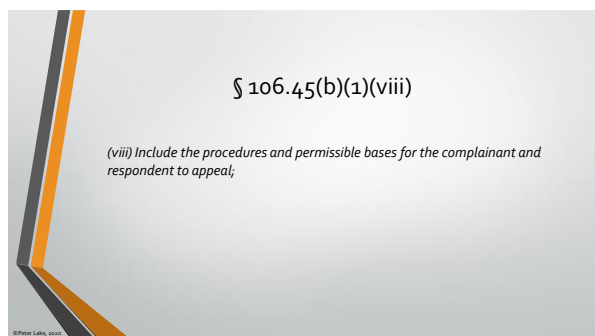 § 106.45(b)(1)(viii)
(viii) Include the procedures and permissible bases for the complainant and
respondent to appeal;
©Peter Lake, 2020